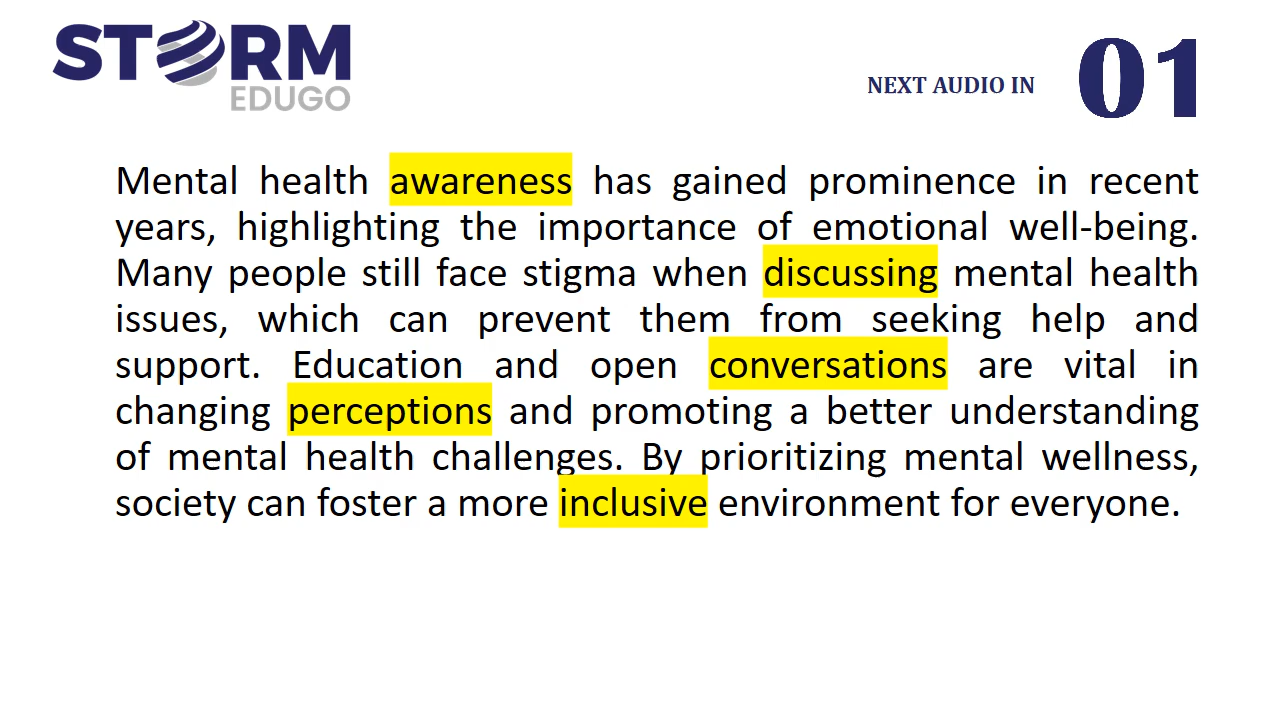 STORM
EDUGO
NEXT AUDIO IN 01
Mental health awareness has gained prominence in recent
years, highlighting the importance of emotional well-being.
Many people still face stigma when discussing mental health
issues, which can prevent them from seeking help and
support. Education and open conversations are vital in
changing perceptions and promoting a better understanding
of mental health challenges. By prioritizing mental wellness,
society can foster a more inclusive environment for everyone.